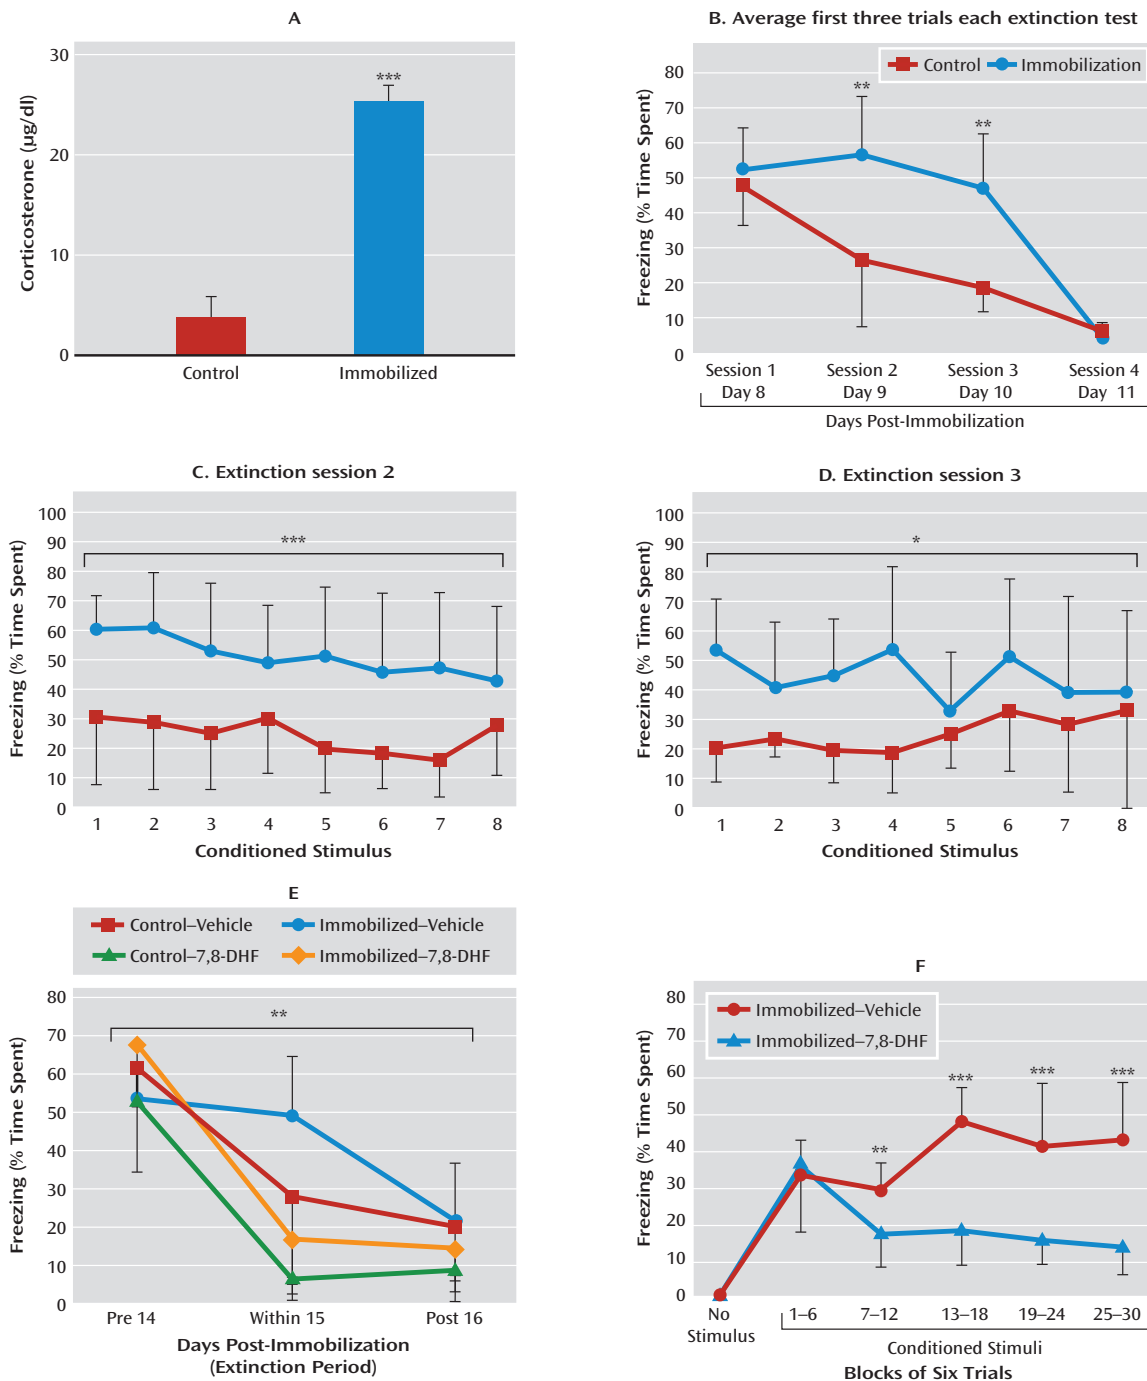 A
Corticosterone (µg/dl)
30
20
10
0
***
Control
Immobilized
B. Average first three trials each extinction test
Freezing (% Time Spent)
80
70
60
50
40
30
20
10
0
Control
Immobilization
**
**
Session 1
Day 8
Session 2
Day 9
Session 3
Day 10
Session 4
Day 11
Days Post-Immobilization
C. Extinction session 2
Freezing (% Time Spent)
100
90
80
70
60
50
40
30
20
10
0
***
1 2 3 4 5 6 7 8
Conditioned Stimulus
D. Extinction session 3
Freezing (% Time Spent)
100
90
80
70
60
50
40
30
20
10
0
*
1 2 3 4 5 6 7 8
Conditioned Stimulus
E
Control–Vehicle
Immobilized–Vehicle
Control–7,8-DHF
Immobilized–7,8-DHF
Freezing (% Time Spent)
80
70
60
50
40
30
20
10
0
**
Pre 14
Within 15
Post 16
Days Post-Immobilization
(Extinction Period)
F
Freezing (% Time Spent)
80
70
60
50
40
30
20
10
0
Immobilized–Vehicle
Immobilized–7,8-DHF
**
***
***
***
No
Stimulus
1–6
7–12
13–18
19–24
25–30
Conditioned Stimuli
Blocks of Six Trials